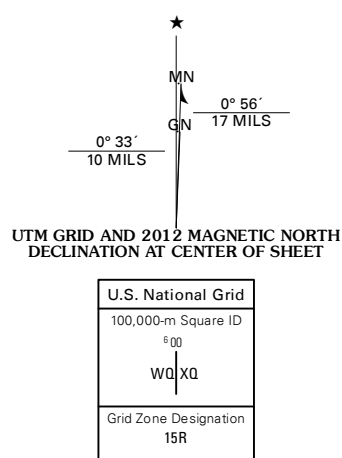 ★
MN
0° 56´
17 MILS
GN
0° 33´
10 MILS
UTM GRID AND 2012 MAGNETIC NORTH
DECLINATION AT CENTER OF SHEET
U.S. National Grid
100,000-m Square ID
⁶00
WQ XQ
Grid Zone Designation
15R